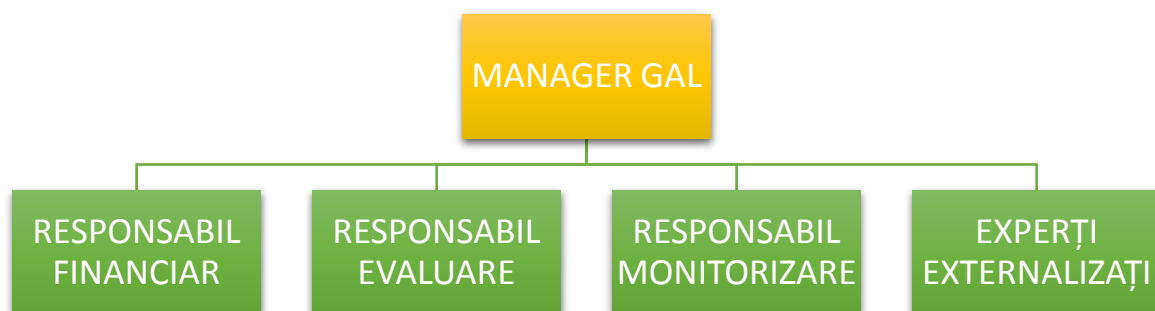 MANAGER GAL
RESPONSABIL
FINANCIAR
RESPONSABIL
EVALUARE
RESPONSABIL
MONITORIZARE
EXPERȚI
EXTERNALIZAȚI